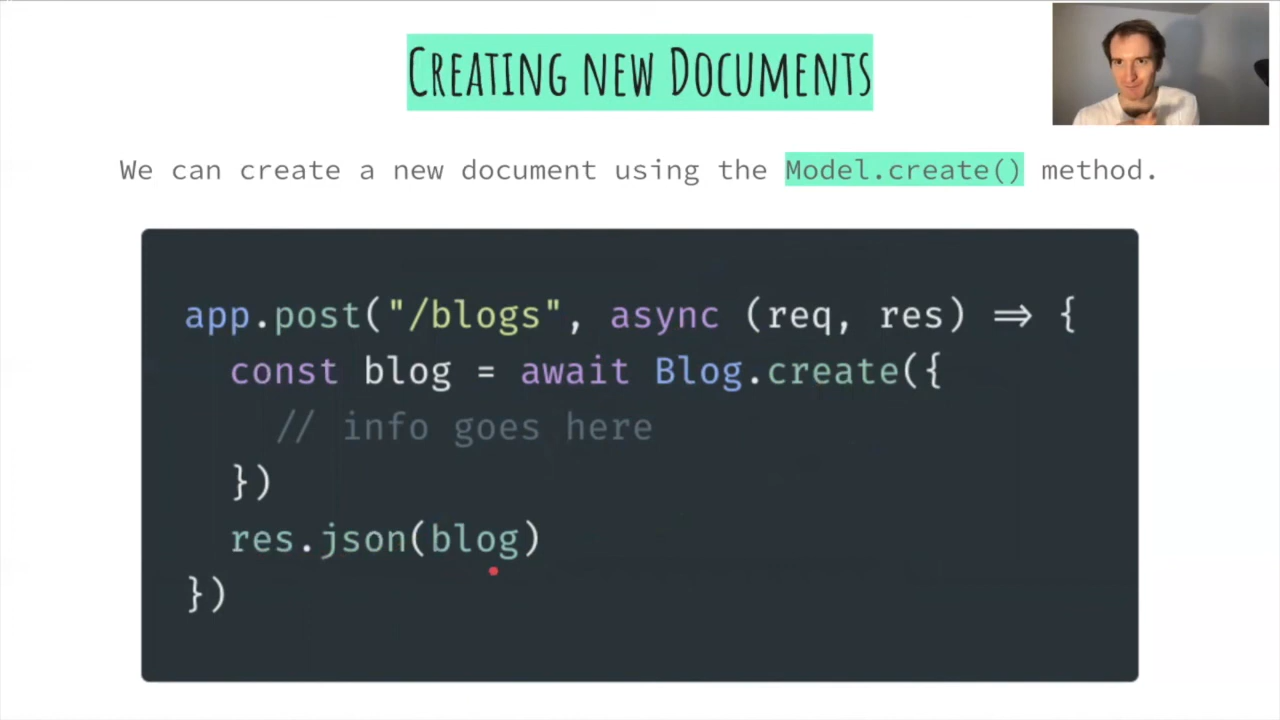 CREATING NEW DOCUMENTS
We can create a new document using the Model.create() method.
app.post("/blogs", async (req, res) => {
  const blog = await Blog.create({
    // info goes here
  })
  res.json(blog)
})